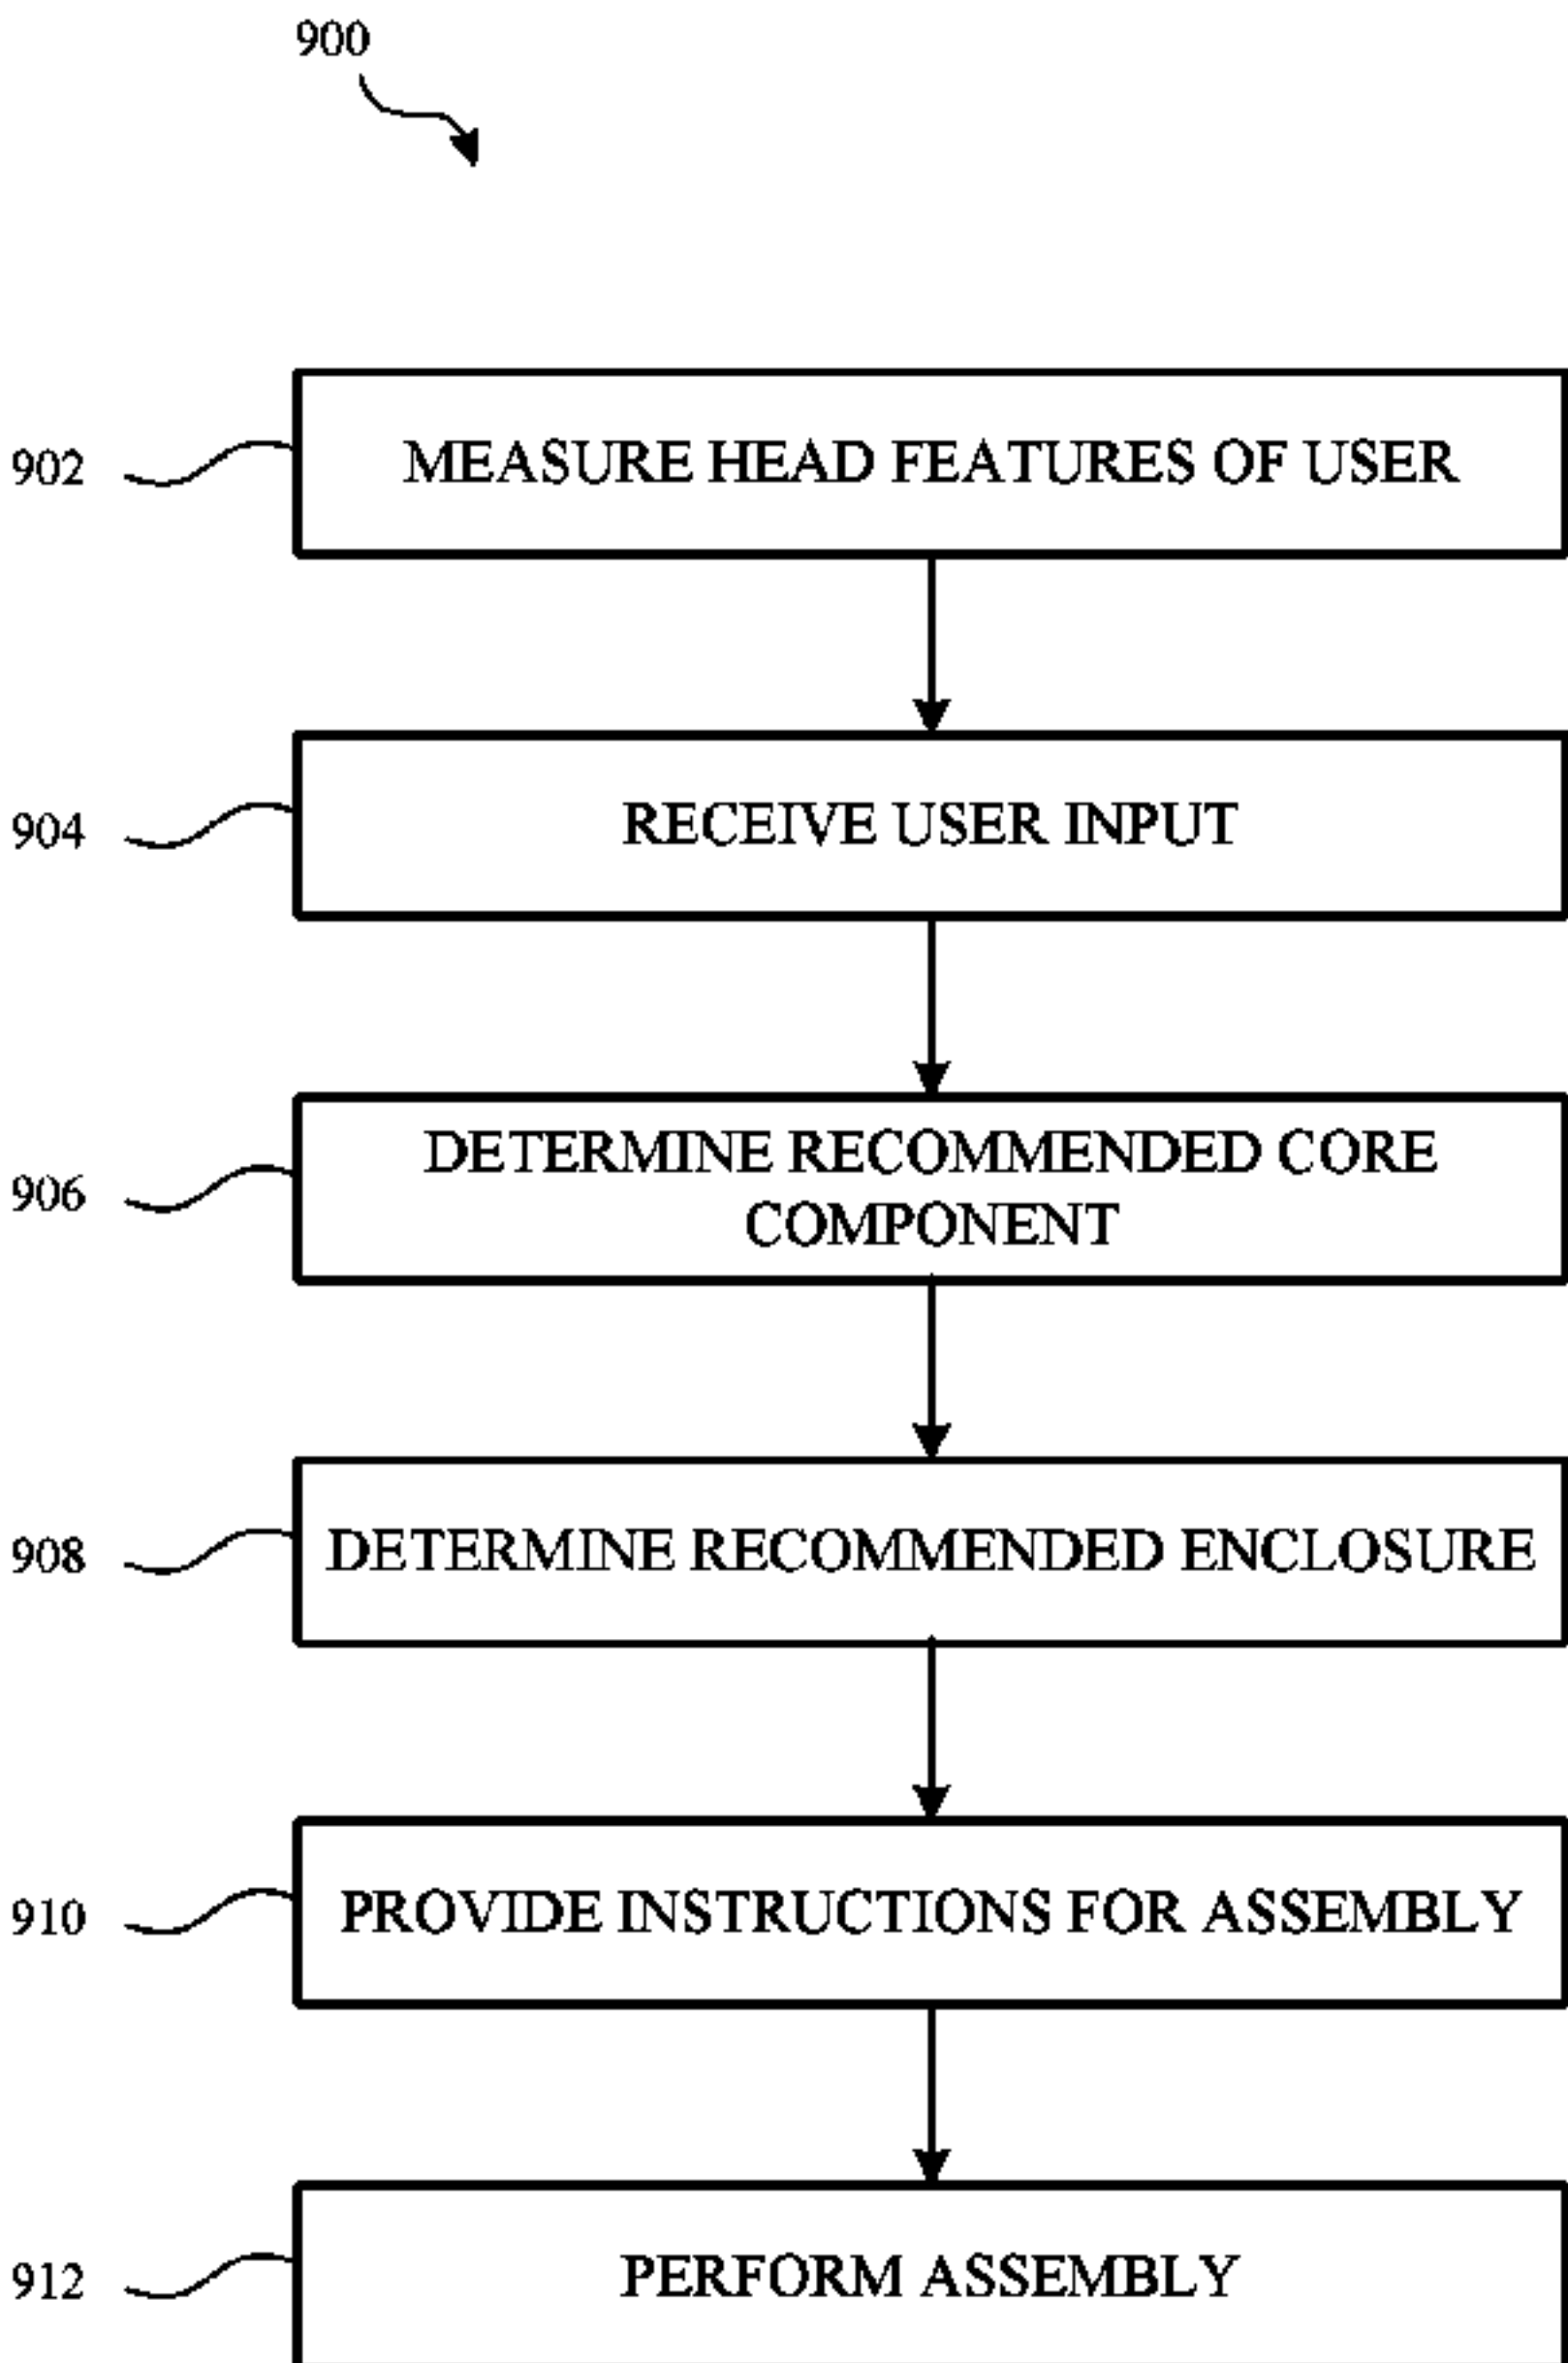 900
902
MEASURE HEAD FEATURES OF USER
904
RECEIVE USER INPUT
906
DETERMINE RECOMMENDED CORE
COMPONENT
908
DETERMINE RECOMMENDED ENCLOSURE
910
PROVIDE INSTRUCTIONS FOR ASSEMBLY
912
PERFORM ASSEMBLY